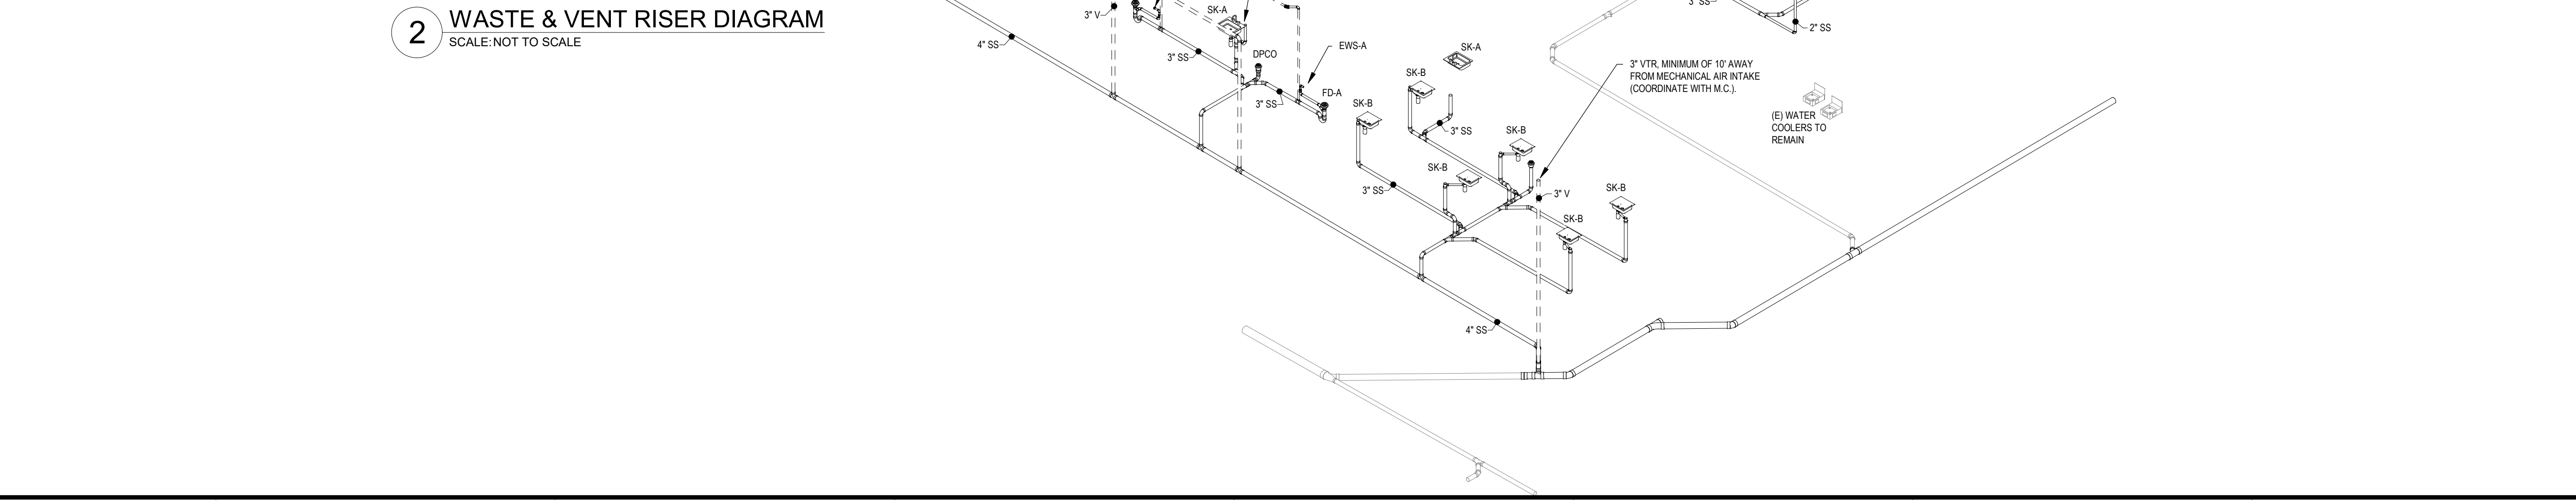 2
WASTE & VENT RISER DIAGRAM
SCALE: NOT TO SCALE
3" V
SK-A
3" SS
2" SS
4" SS
3" SS
DPCO
EWS-A
SK-A
3" VTR, MINIMUM OF 10' AWAY
FROM MECHANICAL AIR INTAKE
(COORDINATE WITH M.C.).
SK-B
3" SS
FD-A
SK-B
(E) WATER
COOLERS TO
REMAIN
3" SS
SK-B
SK-B
3" SS
3" V
SK-B
SK-B
4" SS